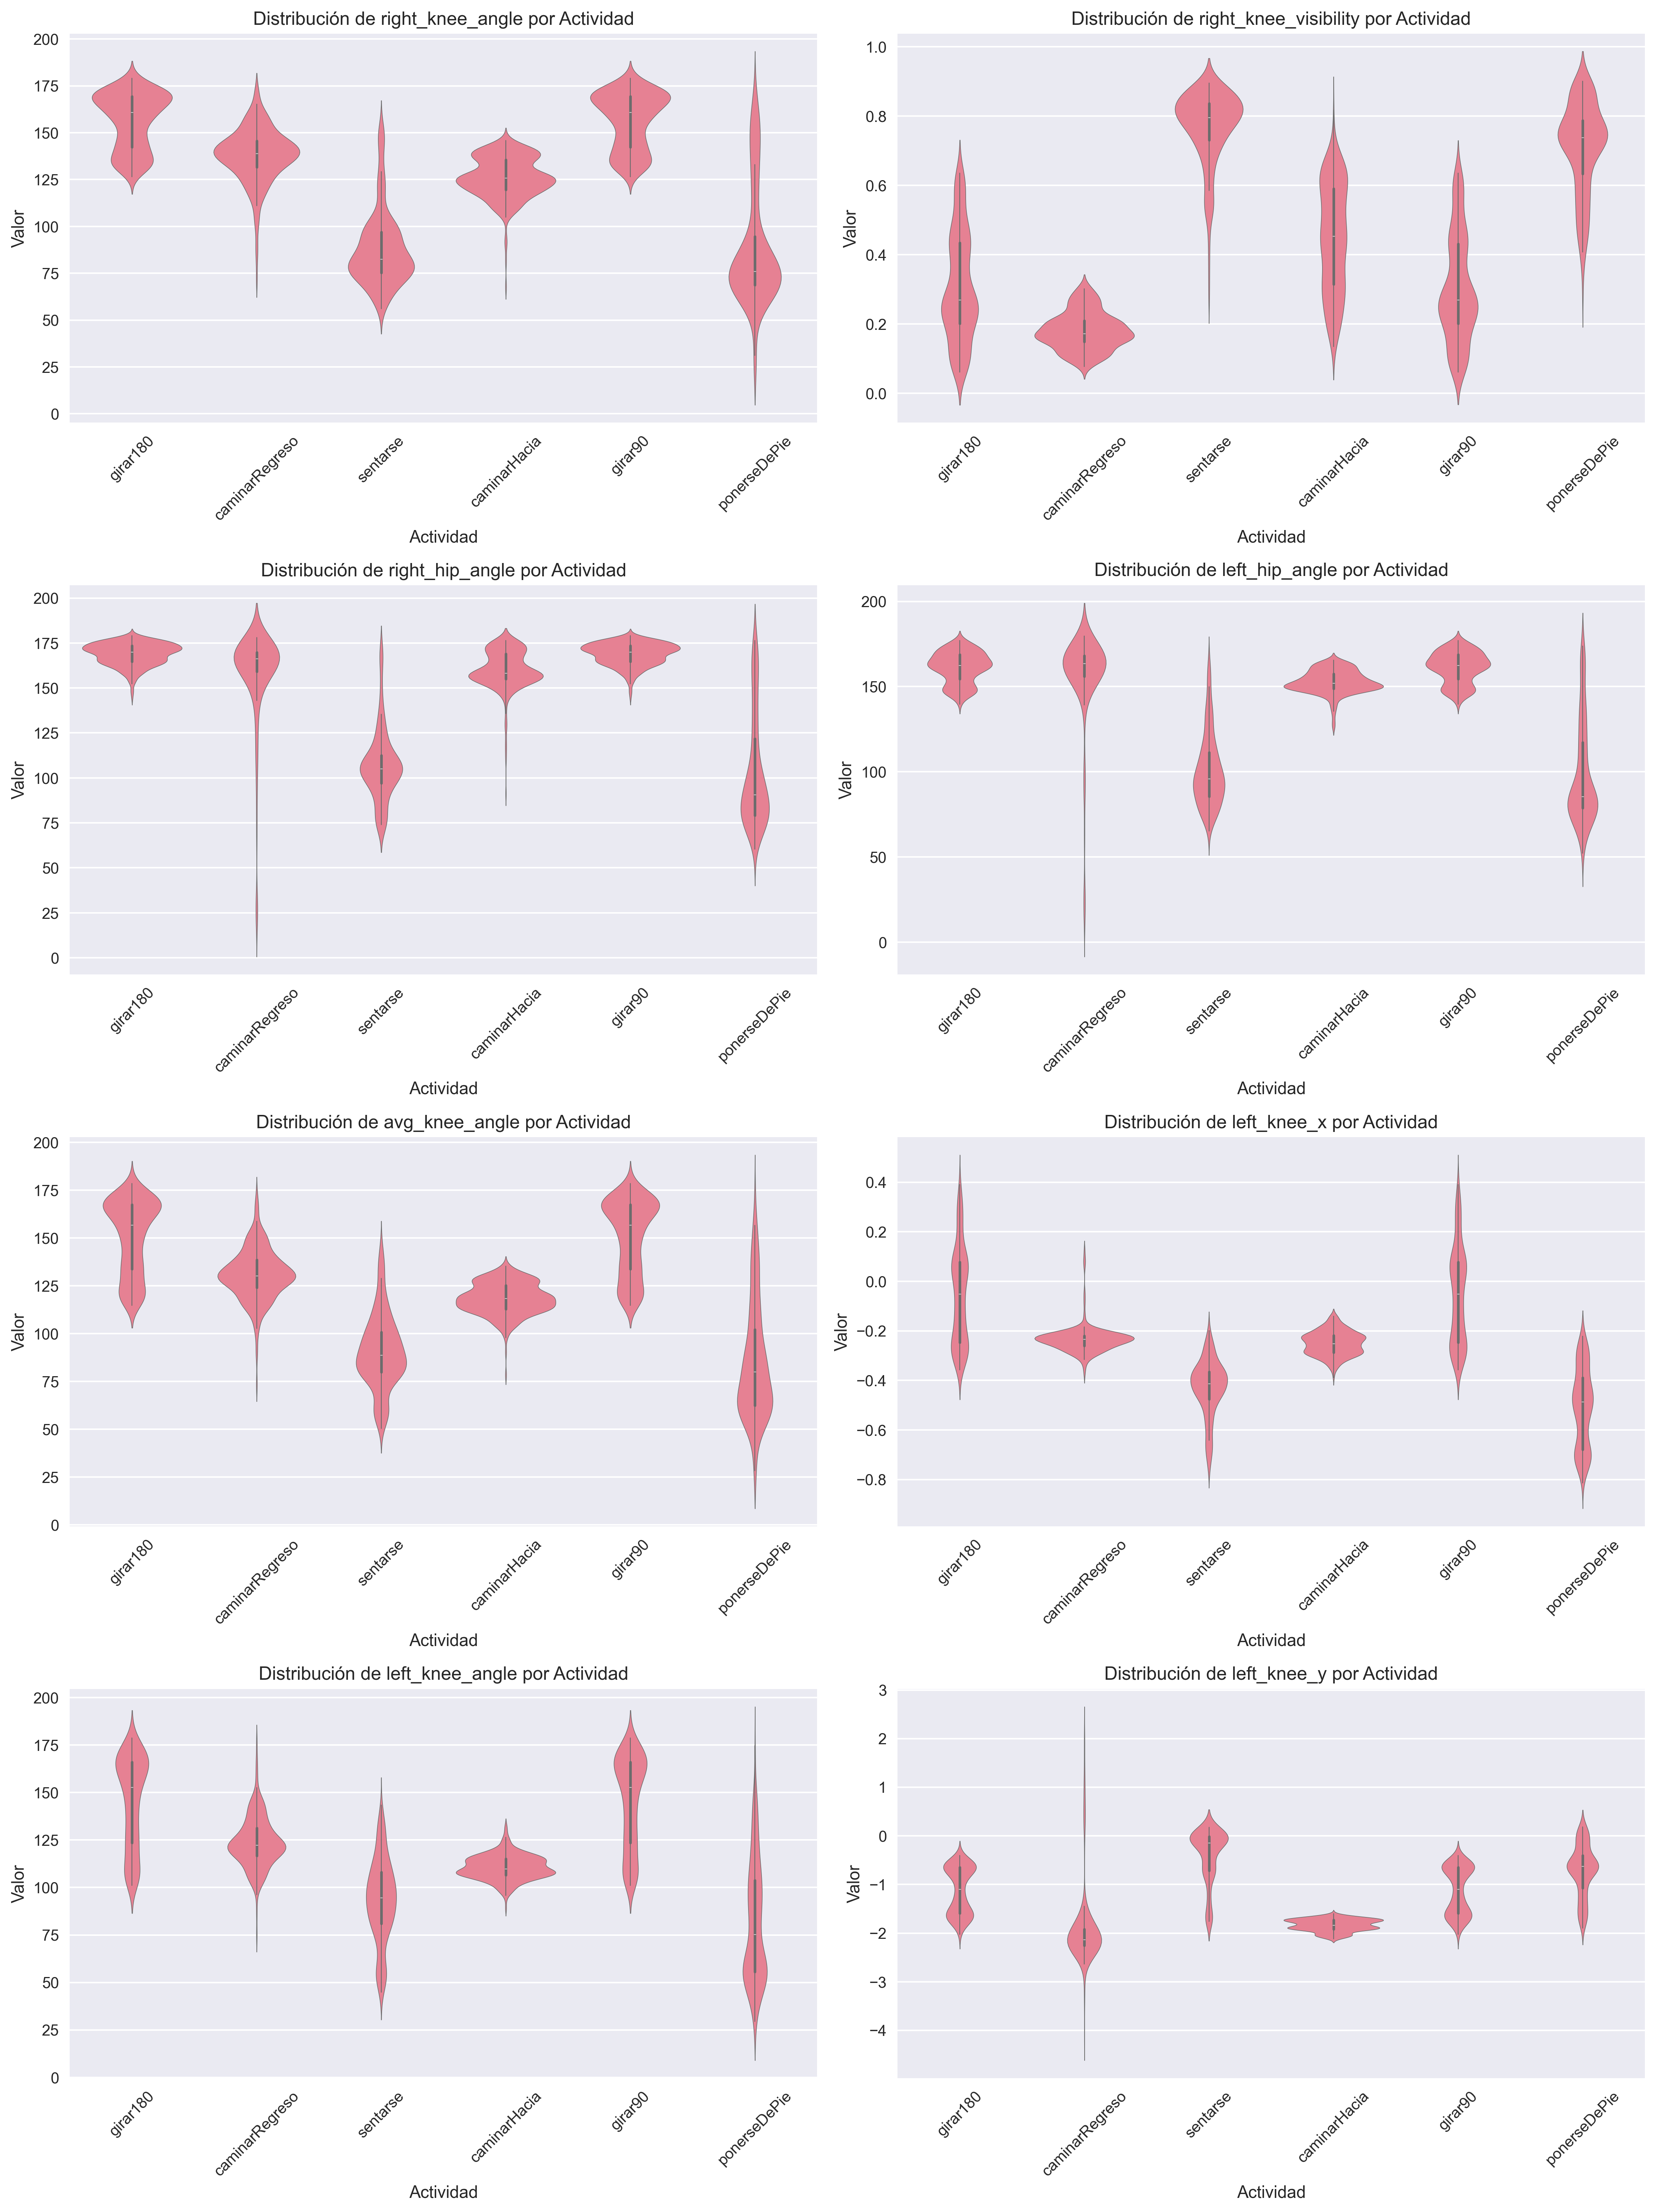 Distribución de right_knee_angle por Actividad
200
175
150
125
100
75
50
25
0
Valor
girar180
caminarRegreso
sentarse
caminarHacia
girar90
ponerseDePie
Actividad
Distribución de right_knee_visibility por Actividad
1.0
0.8
0.6
0.4
0.2
0.0
Valor
girar180
caminarRegreso
sentarse
caminarHacia
girar90
ponerseDePie
Actividad
Distribución de right_hip_angle por Actividad
200
175
150
125
100
75
50
25
0
Valor
girar180
caminarRegreso
sentarse
caminarHacia
girar90
ponerseDePie
Actividad
Distribución de left_hip_angle por Actividad
200
150
100
50
0
Valor
girar180
caminarRegreso
sentarse
caminarHacia
girar90
ponerseDePie
Actividad
Distribución de avg_knee_angle por Actividad
200
175
150
125
100
75
50
25
0
Valor
girar180
caminarRegreso
sentarse
caminarHacia
girar90
ponerseDePie
Actividad
Distribución de left_knee_x por Actividad
0.4
0.2
0.0
−0.2
−0.4
−0.6
−0.8
Valor
girar180
caminarRegreso
sentarse
caminarHacia
girar90
ponerseDePie
Actividad
Distribución de left_knee_angle por Actividad
200
175
150
125
100
75
50
25
0
Valor
girar180
caminarRegreso
sentarse
caminarHacia
girar90
ponerseDePie
Actividad
Distribución de left_knee_y por Actividad
3
2
1
0
−1
−2
−3
−4
Valor
girar180
caminarRegreso
sentarse
caminarHacia
girar90
ponerseDePie
Actividad